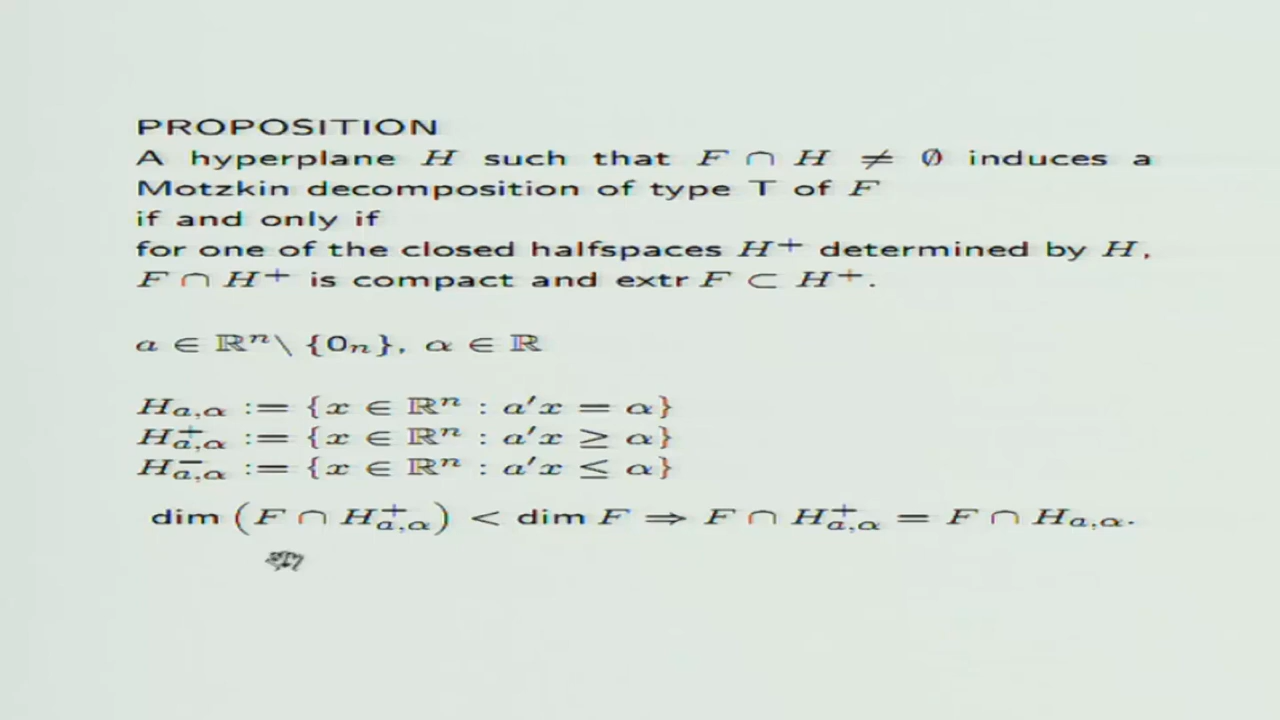 PROPOSITION
A hyperplane H such that F ∩ H ≠ ∅ induces a
Motzkin decomposition of type T of F
if and only if
for one of the closed halfspaces H⁺ determined by H,
F ∩ H⁺ is compact and extr F ⊂ H⁺.
a ∈ ℝⁿ\ {0ₙ}, α ∈ ℝ
H_{a,α} := {x ∈ ℝⁿ : a′x = α}
H⁺_{a,α} := {x ∈ ℝⁿ : a′x ≥ α}
H⁻_{a,α} := {x ∈ ℝⁿ : a′x ≤ α}
dim (F ∩ H⁺_{a,α}) < dim F ⇒ F ∩ H⁺_{a,α} = F ∩ H_{a,α}.